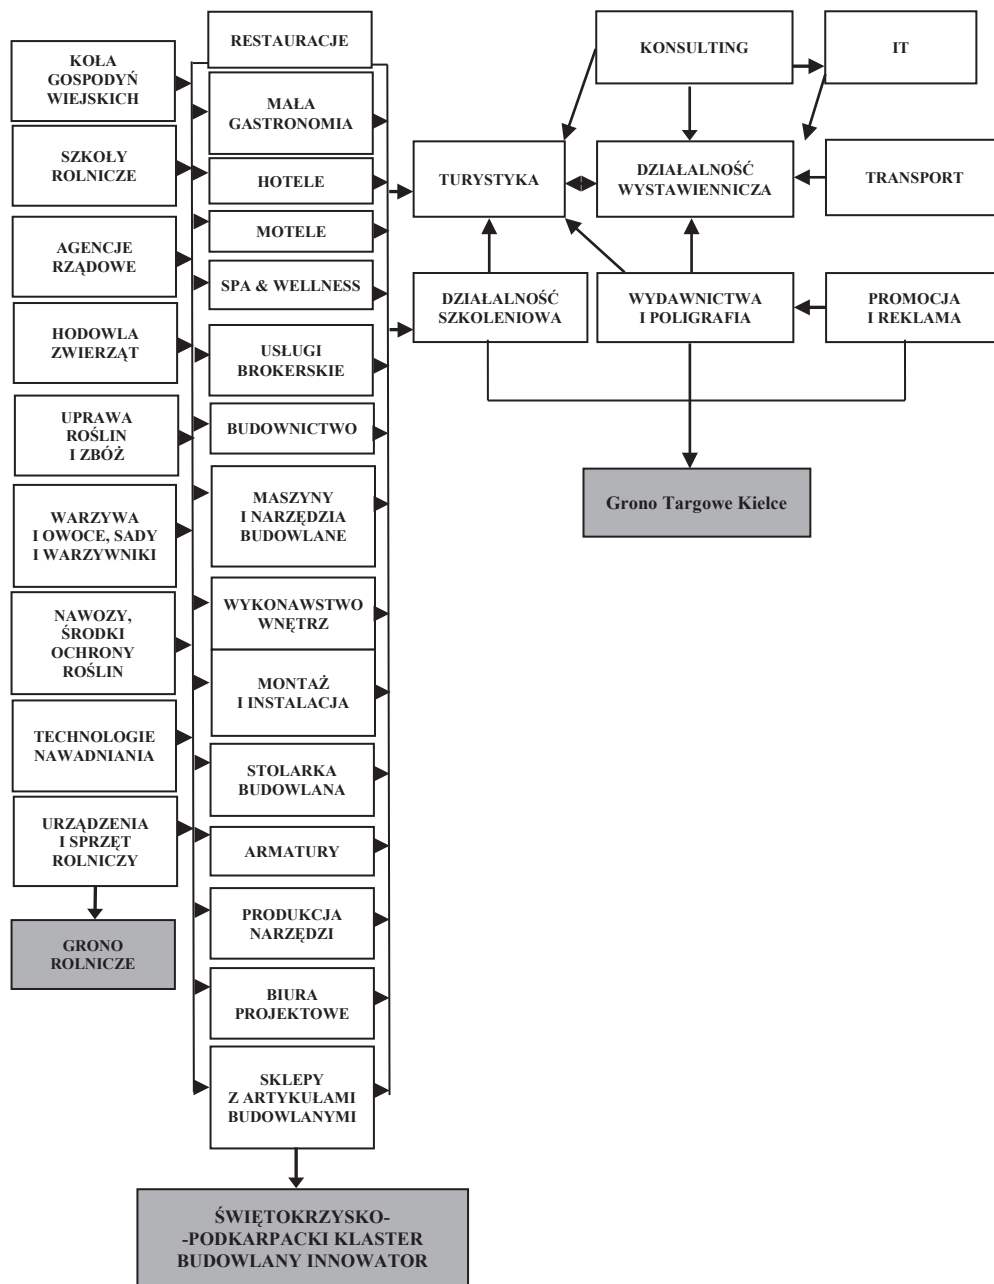 KOŁA
GOSPODYŃ
WIEJSKICH
SZKOŁY
ROLNICZE
AGENCJE
RZĄDOWE
HODOWLA
ZWIERZĄT
UPRAWA
ROŚLIN
I ZBÓŻ
WARZYWA
I OWOCE, SADY
I WARZYWNIKI
NAWOZY,
ŚRODKI
OCHRONY
ROŚLIN
TECHNOLOGIE
NAWADNIANIA
URZĄDZENIA
I SPRZĘT
ROLNICZY
GRONO
ROLNICZE
RESTAURACJE
MAŁA
GASTRONOMIA
HOTELE
MOTELE
SPA & WELLNESS
USŁUGI
BROKERSKIE
BUDOWNICTWO
MASZYNY
I NARZĘDZIA
BUDOWLANE
WYKONAWSTWO
WNĘTRZ
MONTAŻ
I INSTALACJA
STOLARKA
BUDOWLANA
ARMATURY
PRODUKCJA
NARZĘDZI
BIURA
PROJEKTOWE
SKLEPY
Z ARTYKUŁAMI
BUDOWLANYMI
ŚWIĘTOKRZYSKO-
-PODKARPACKI KLASTER
BUDOWLANY INNOWATOR
KONSULTING
IT
TURYSTYKA
DZIAŁALNOŚĆ
WYSTAWIENNICZA
TRANSPORT
DZIAŁALNOŚĆ
SZKOLENIOWA
WYDAWNICTWA
I POLIGRAFIA
PROMOCJA
I REKLAMA
Grono Targowe Kielce